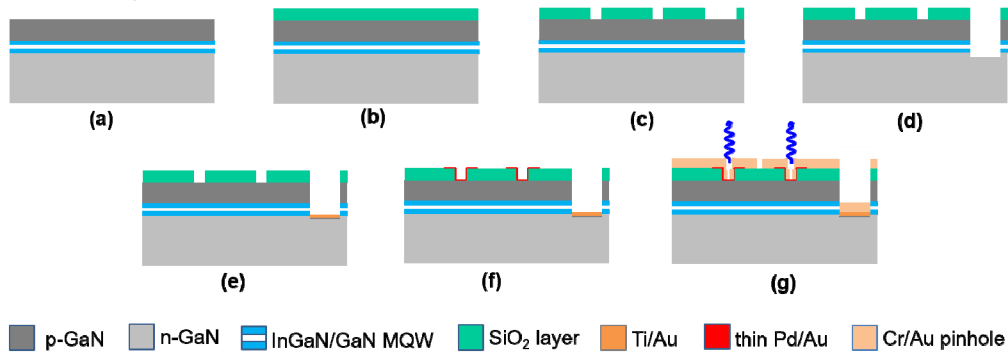 (a)
(b)
(c)
(d)
(e)
(f)
(g)
p-GaN
n-GaN
InGaN/GaN MQW
SiO₂ layer
Ti/Au
thin Pd/Au
Cr/Au pinhole